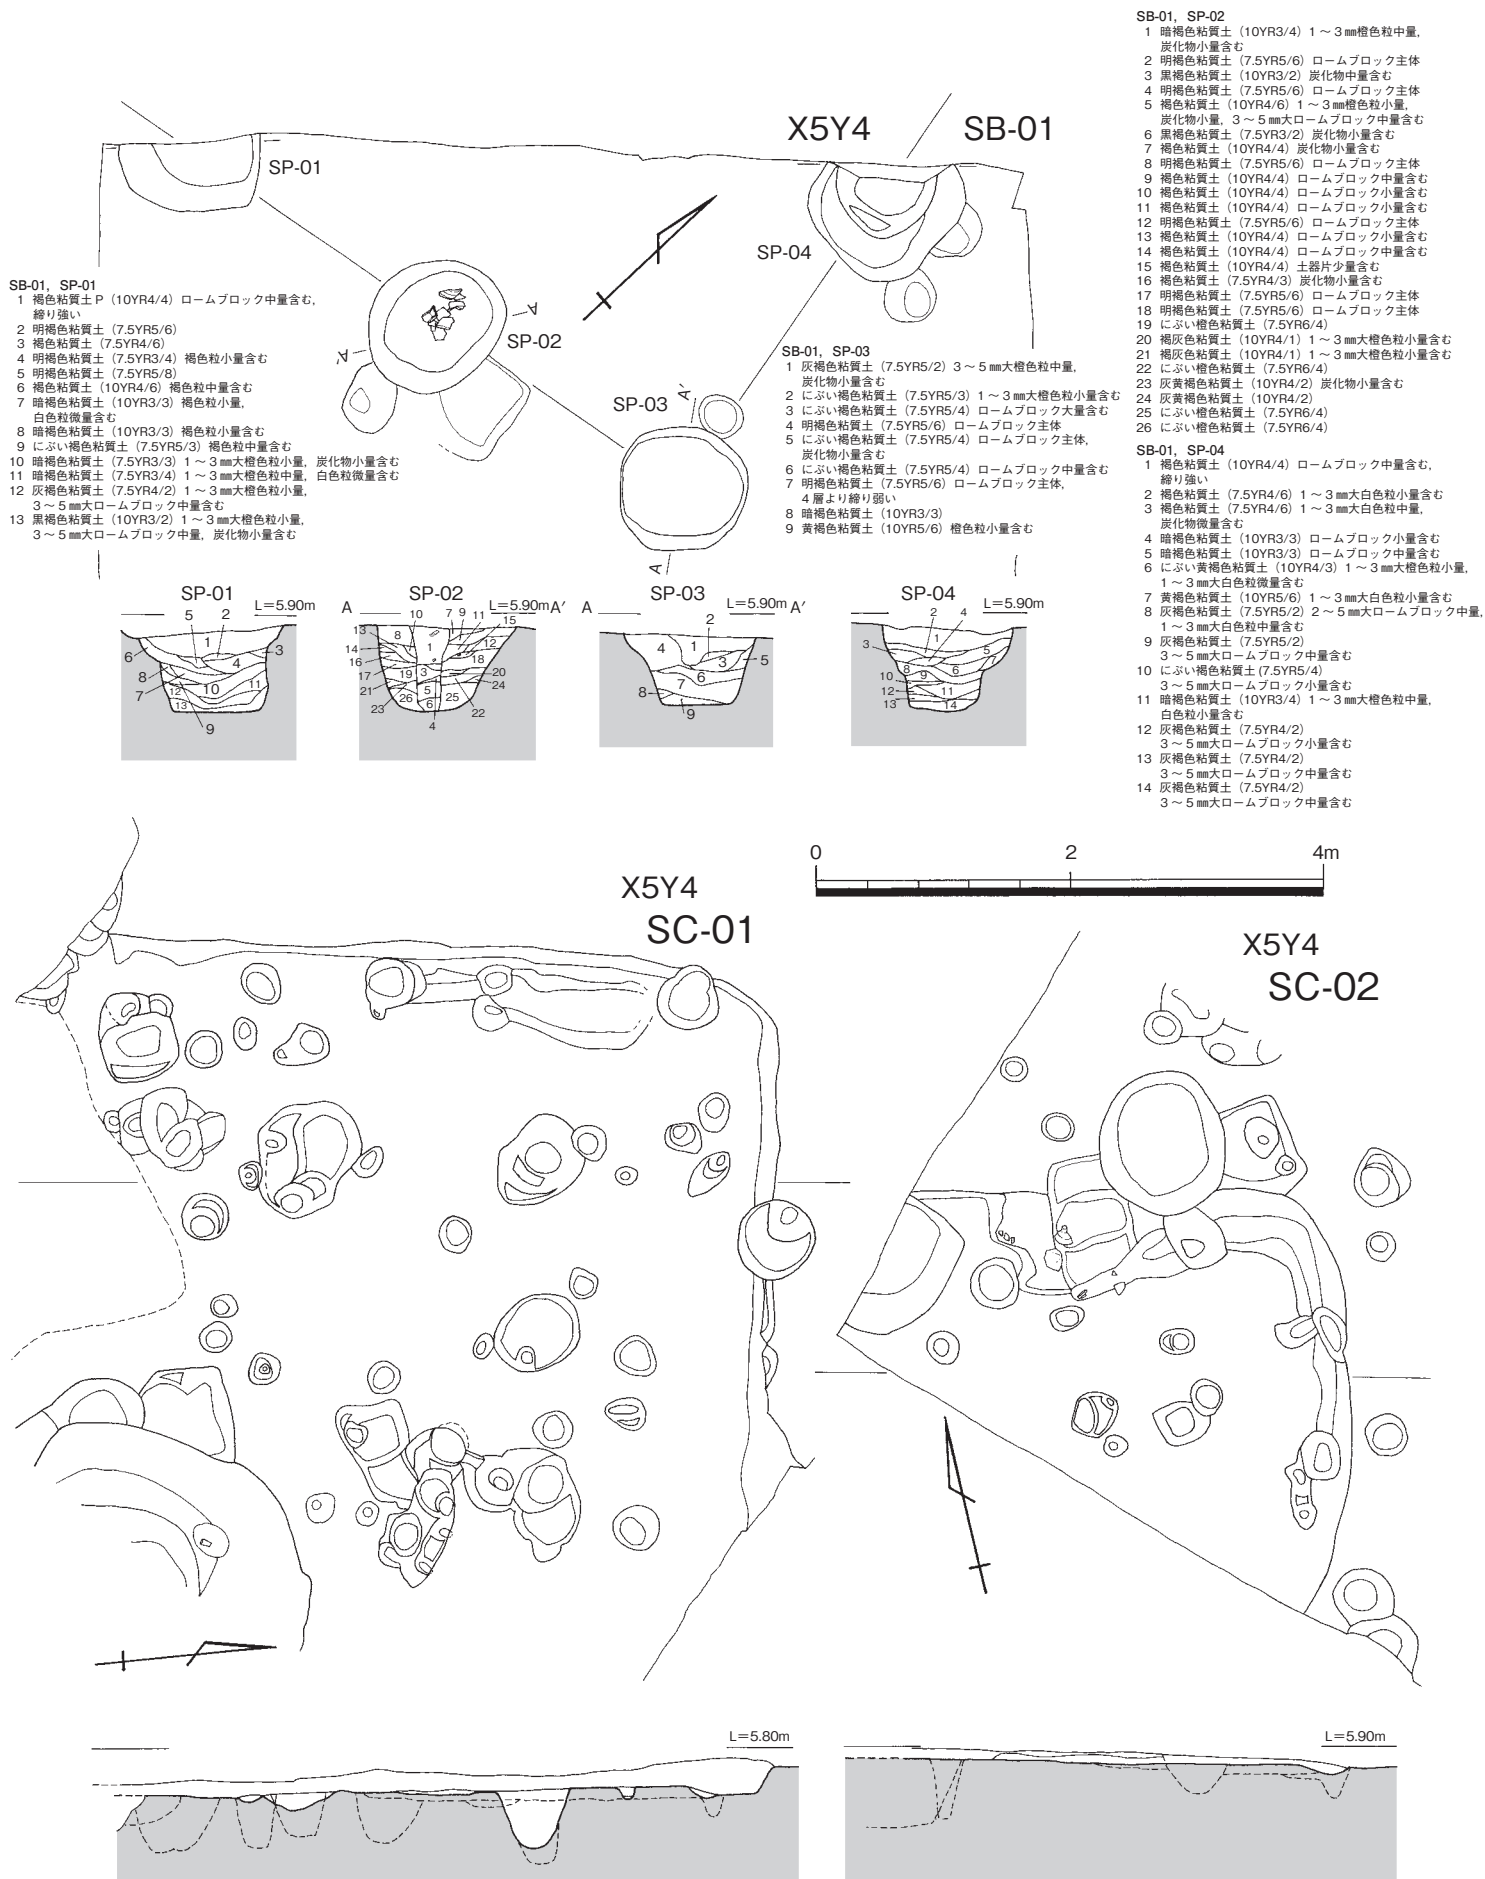 SB-01, SP-02
1 暗褐色粘質土（10YR3/4）1～3㎜橙色粒中量，
炭化物小量含む
2 明褐色粘質土（7.5YR5/6）ロームブロック主体
3 黒褐色粘質土（10YR3/2）炭化物中量含む
4 明褐色粘質土（7.5YR5/6）ロームブロック主体
5 褐色粘質土（10YR4/6）1～3㎜橙色粒小量，
炭化物小量，3～5㎜大ロームブロック中量含む
6 黒褐色粘質土（7.5YR3/2）炭化物小量含む
7 褐色粘質土（10YR4/4）炭化物小量含む
8 明褐色粘質土（7.5YR5/6）ロームブロック主体
9 褐色粘質土（10YR4/4）ロームブロック中量含む
10 褐色粘質土（10YR4/4）ロームブロック小量含む
11 褐色粘質土（10YR4/4）ロームブロック小量含む
12 明褐色粘質土（7.5YR5/6）ロームブロック主体
13 褐色粘質土（10YR4/4）ロームブロック小量含む
14 褐色粘質土（10YR4/4）ロームブロック中量含む
15 褐色粘質土（10YR4/4）土器片少量含む
16 褐色粘質土（7.5YR4/3）炭化物小量含む
17 明褐色粘質土（7.5YR5/6）ロームブロック主体
18 明褐色粘質土（7.5YR5/6）ロームブロック主体
19 にぶい橙色粘質土（7.5YR6/4）
20 褐灰色粘質土（10YR4/1）1～3㎜大橙色粒小量含む
21 褐灰色粘質土（10YR4/1）1～3㎜大橙色粒小量含む
22 にぶい橙色粘質土（7.5YR6/4）
23 灰黄褐色粘質土（10YR4/2）炭化物小量含む
24 灰黄褐色粘質土（10YR4/2）
25 にぶい橙色粘質土（7.5YR6/4）
26 にぶい橙色粘質土（7.5YR6/4）
SB-01, SP-04
1 褐色粘質土（10YR4/4）ロームブロック中量含む，
締り強い
2 褐色粘質土（7.5YR4/6）1～3㎜大白色粒小量含む
3 褐色粘質土（7.5YR4/6）1～3㎜大白色粒中量，
炭化物微量含む
4 暗褐色粘質土（10YR3/3）ロームブロック小量含む
5 暗褐色粘質土（10YR3/3）ロームブロック中量含む
6 にぶい黄褐色粘質土（10YR4/3）1～3㎜大橙色粒小量，
1～3㎜大白色粒微量含む
7 黄褐色粘質土（10YR5/6）1～3㎜大白色粒小量含む
8 灰褐色粘質土（7.5YR5/2）2～5㎜大ロームブロック中量，
1～3㎜大白色粒中量含む
9 灰褐色粘質土（7.5YR5/2）
3～5㎜大ロームブロック中量含む
10 にぶい褐色粘質土(7.5YR5/4)
3～5㎜大ロームブロック小量含む
11 暗褐色粘質土（10YR3/4）1～3㎜大橙色粒中量，
白色粒小量含む
12 灰褐色粘質土（7.5YR4/2）
3～5㎜大ロームブロック小量含む
13 灰褐色粘質土（7.5YR4/2）
3～5㎜大ロームブロック中量含む
14 灰褐色粘質土（7.5YR4/2）
3～5㎜大ロームブロック中量含む
X5Y4 SB-01
SP-01
SP-04
SP-02
A
A′
SP-03
A′
A
SB-01, SP-01
1 褐色粘質土P（10YR4/4）ロームブロック中量含む，
締り強い
2 明褐色粘質土（7.5YR5/6）
3 褐色粘質土（7.5YR4/6）
4 明褐色粘質土（7.5YR3/4）褐色粒小量含む
5 明褐色粘質土（7.5YR5/8）
6 褐色粘質土（10YR4/6）褐色粒中量含む
7 暗褐色粘質土（10YR3/3）褐色粒小量，
白色粒微量含む
8 暗褐色粘質土（10YR3/3）褐色粒小量含む
9 にぶい褐色粘質土（7.5YR5/3）褐色粒中量含む
10 暗褐色粘質土（7.5YR3/3）1～3㎜大橙色粒小量，炭化物小量含む
11 暗褐色粘質土（7.5YR3/4）1～3㎜大橙色粒中量，白色粒微量含む
12 灰褐色粘質土（7.5YR4/2）1～3㎜大橙色粒小量，
3～5㎜大ロームブロック中量含む
13 黒褐色粘質土（10YR3/2）1～3㎜大橙色粒小量，
3～5㎜大ロームブロック中量，炭化物小量含む
SB-01, SP-03
1 灰褐色粘質土（7.5YR5/2）3～5㎜大橙色粒中量，
炭化物小量含む
2 にぶい褐色粘質土（7.5YR5/3）1～3㎜大橙色粒小量含む
3 にぶい褐色粘質土（7.5YR5/4）ロームブロック大量含む
4 明褐色粘質土（7.5YR5/6）ロームブロック主体
5 にぶい褐色粘質土（7.5YR5/4）ロームブロック主体，
炭化物小量含む
6 にぶい褐色粘質土（7.5YR5/4）ロームブロック中量含む
7 明褐色粘質土（7.5YR5/6）ロームブロック主体，
4層より締り弱い
8 暗褐色粘質土（10YR3/3）
9 黄褐色粘質土（10YR5/6）橙色粒小量含む
SP-01
L=5.90m
5 2
1
3
6 4
8
7 12 10 11
13
9
A SP-02 L=5.90m A′
10 7 9 11
13 15
8 1 12
14
16 18
17 19 3 20
21 5 24
26 25
23 6 22
4
A SP-03 L=5.90m A′
2
4 1
3 5
6
7
8
9
SP-04 L=5.90m
2 4
1
3 5
8 6 7
10 9
12 11
13 14
0 2 4m
X5Y4
SC-01
X5Y4
SC-02
L=5.80m
L=5.90m